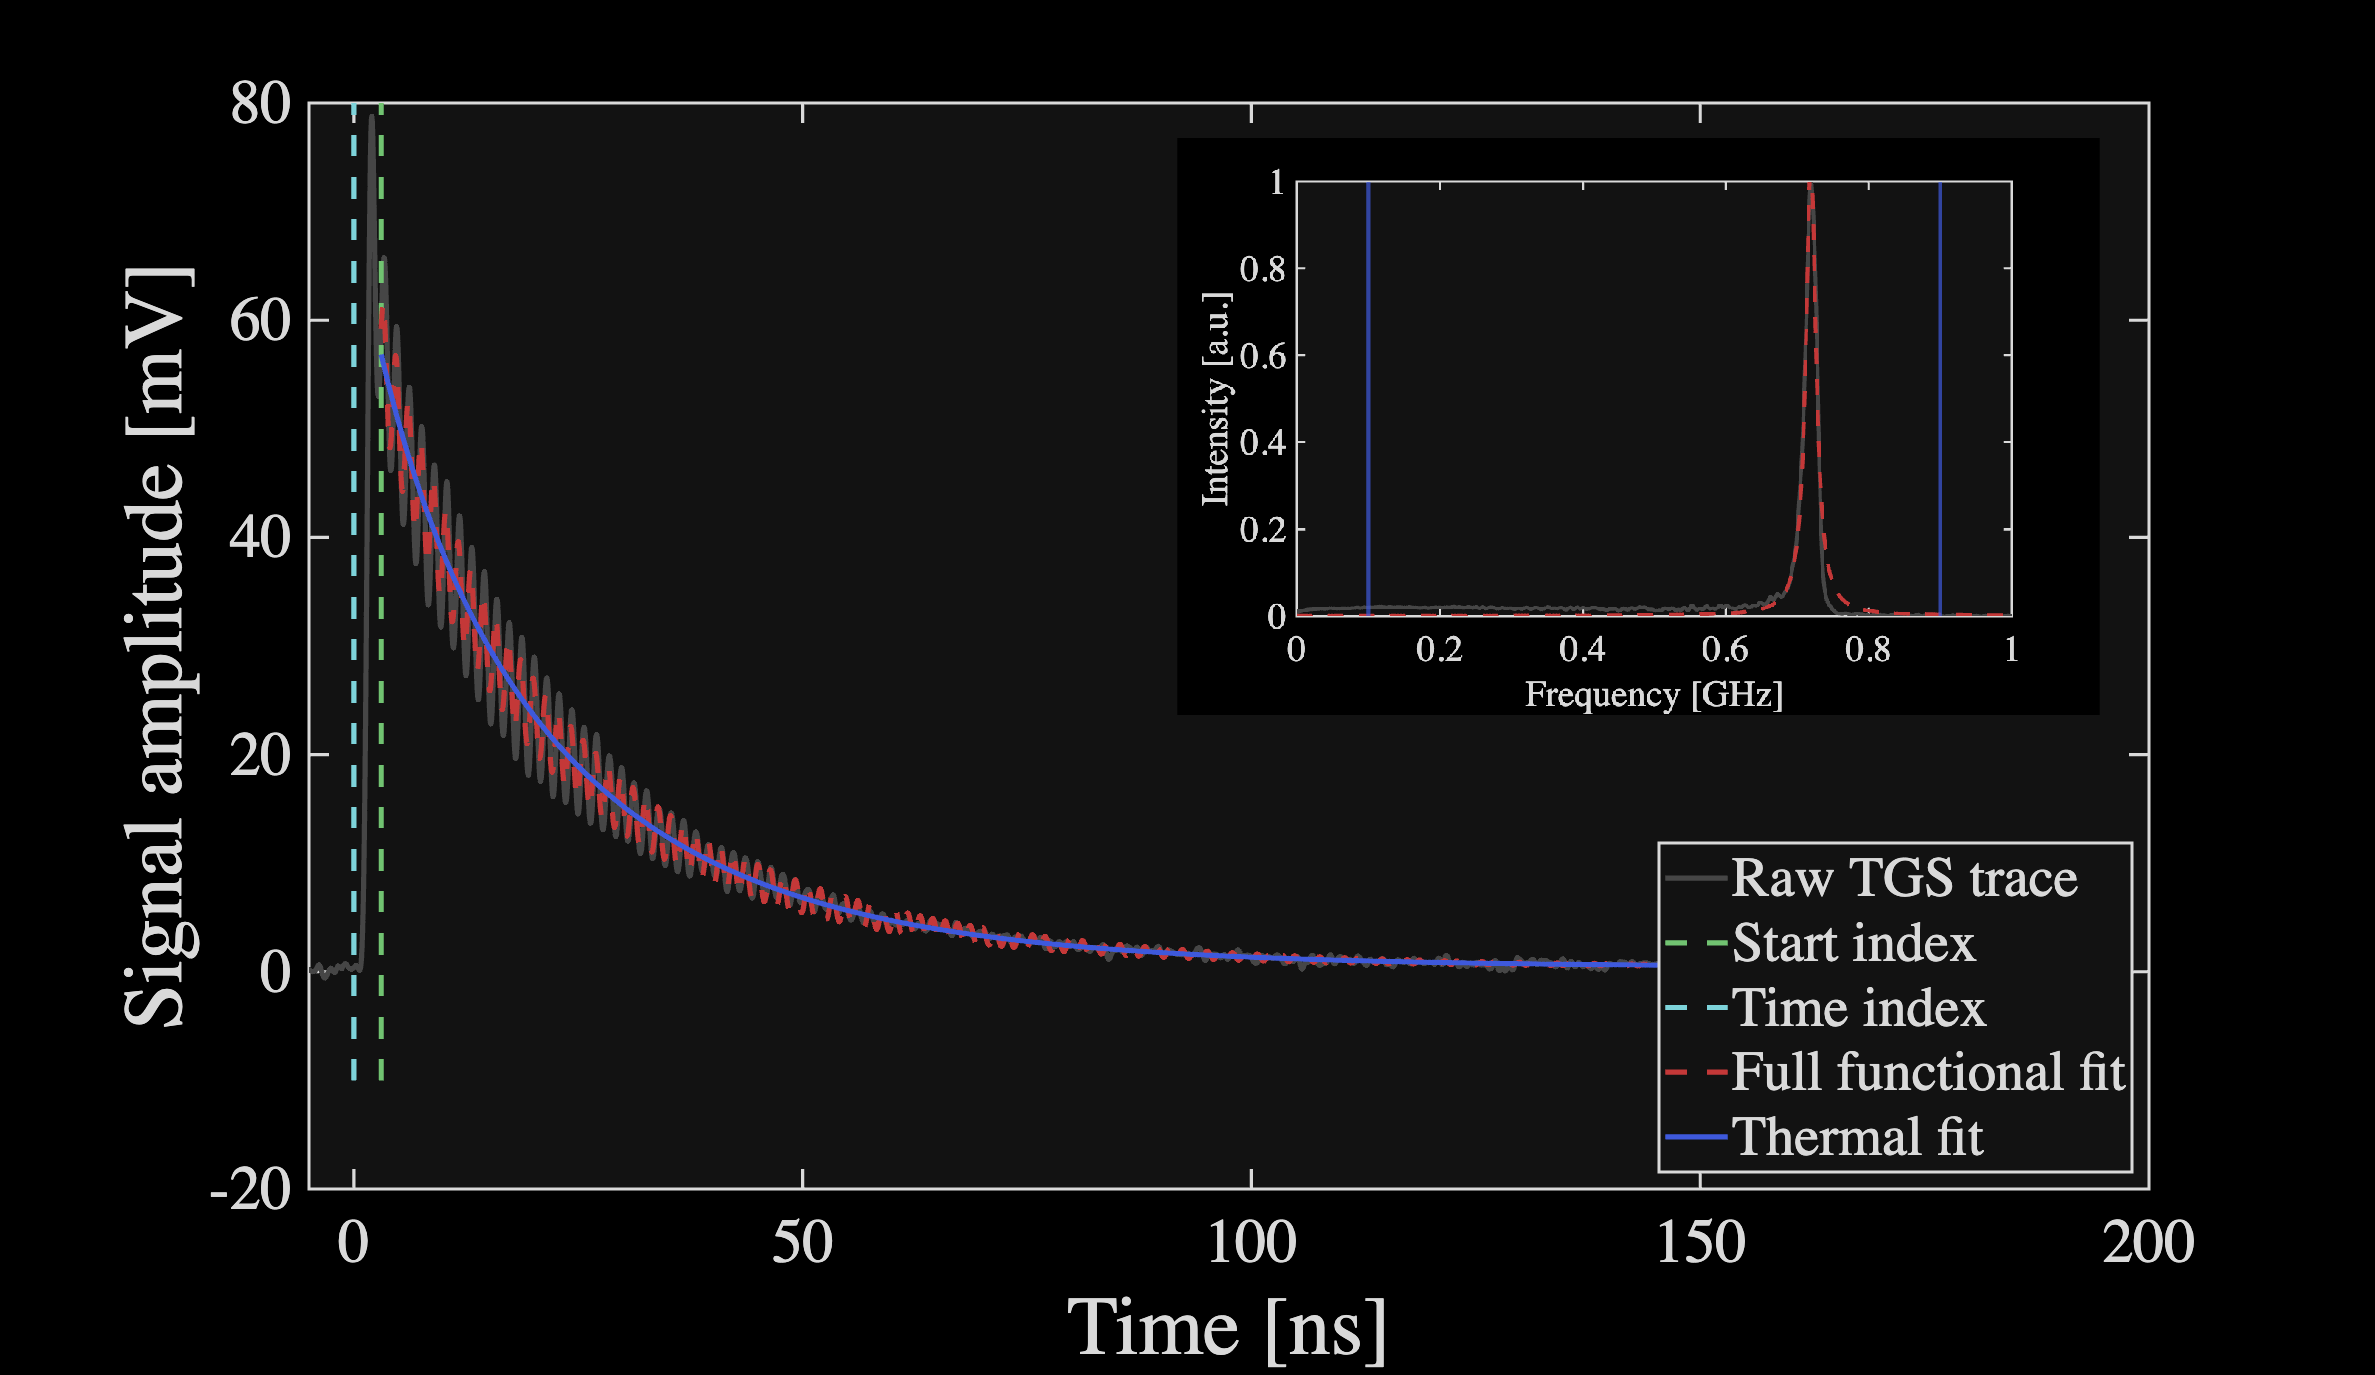 80
60
40
20
0
-20
Signal amplitude [mV]
0
50
100
150
200
Time [ns]
1
0.8
0.6
0.4
0.2
0
Intensity [a.u.]
0
0.2
0.4
0.6
0.8
1
Frequency [GHz]
Raw TGS trace
Start index
Time index
Full functional fit
Thermal fit